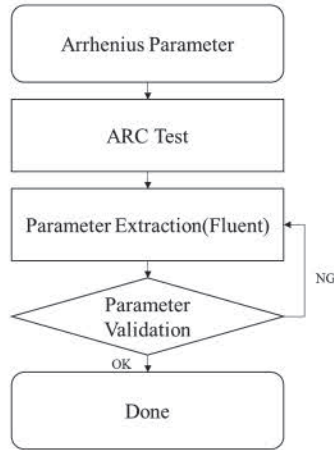 Arrhenius Parameter
ARC Test
Parameter Extraction(Fluent)
Parameter
Validation
NG
OK
Done